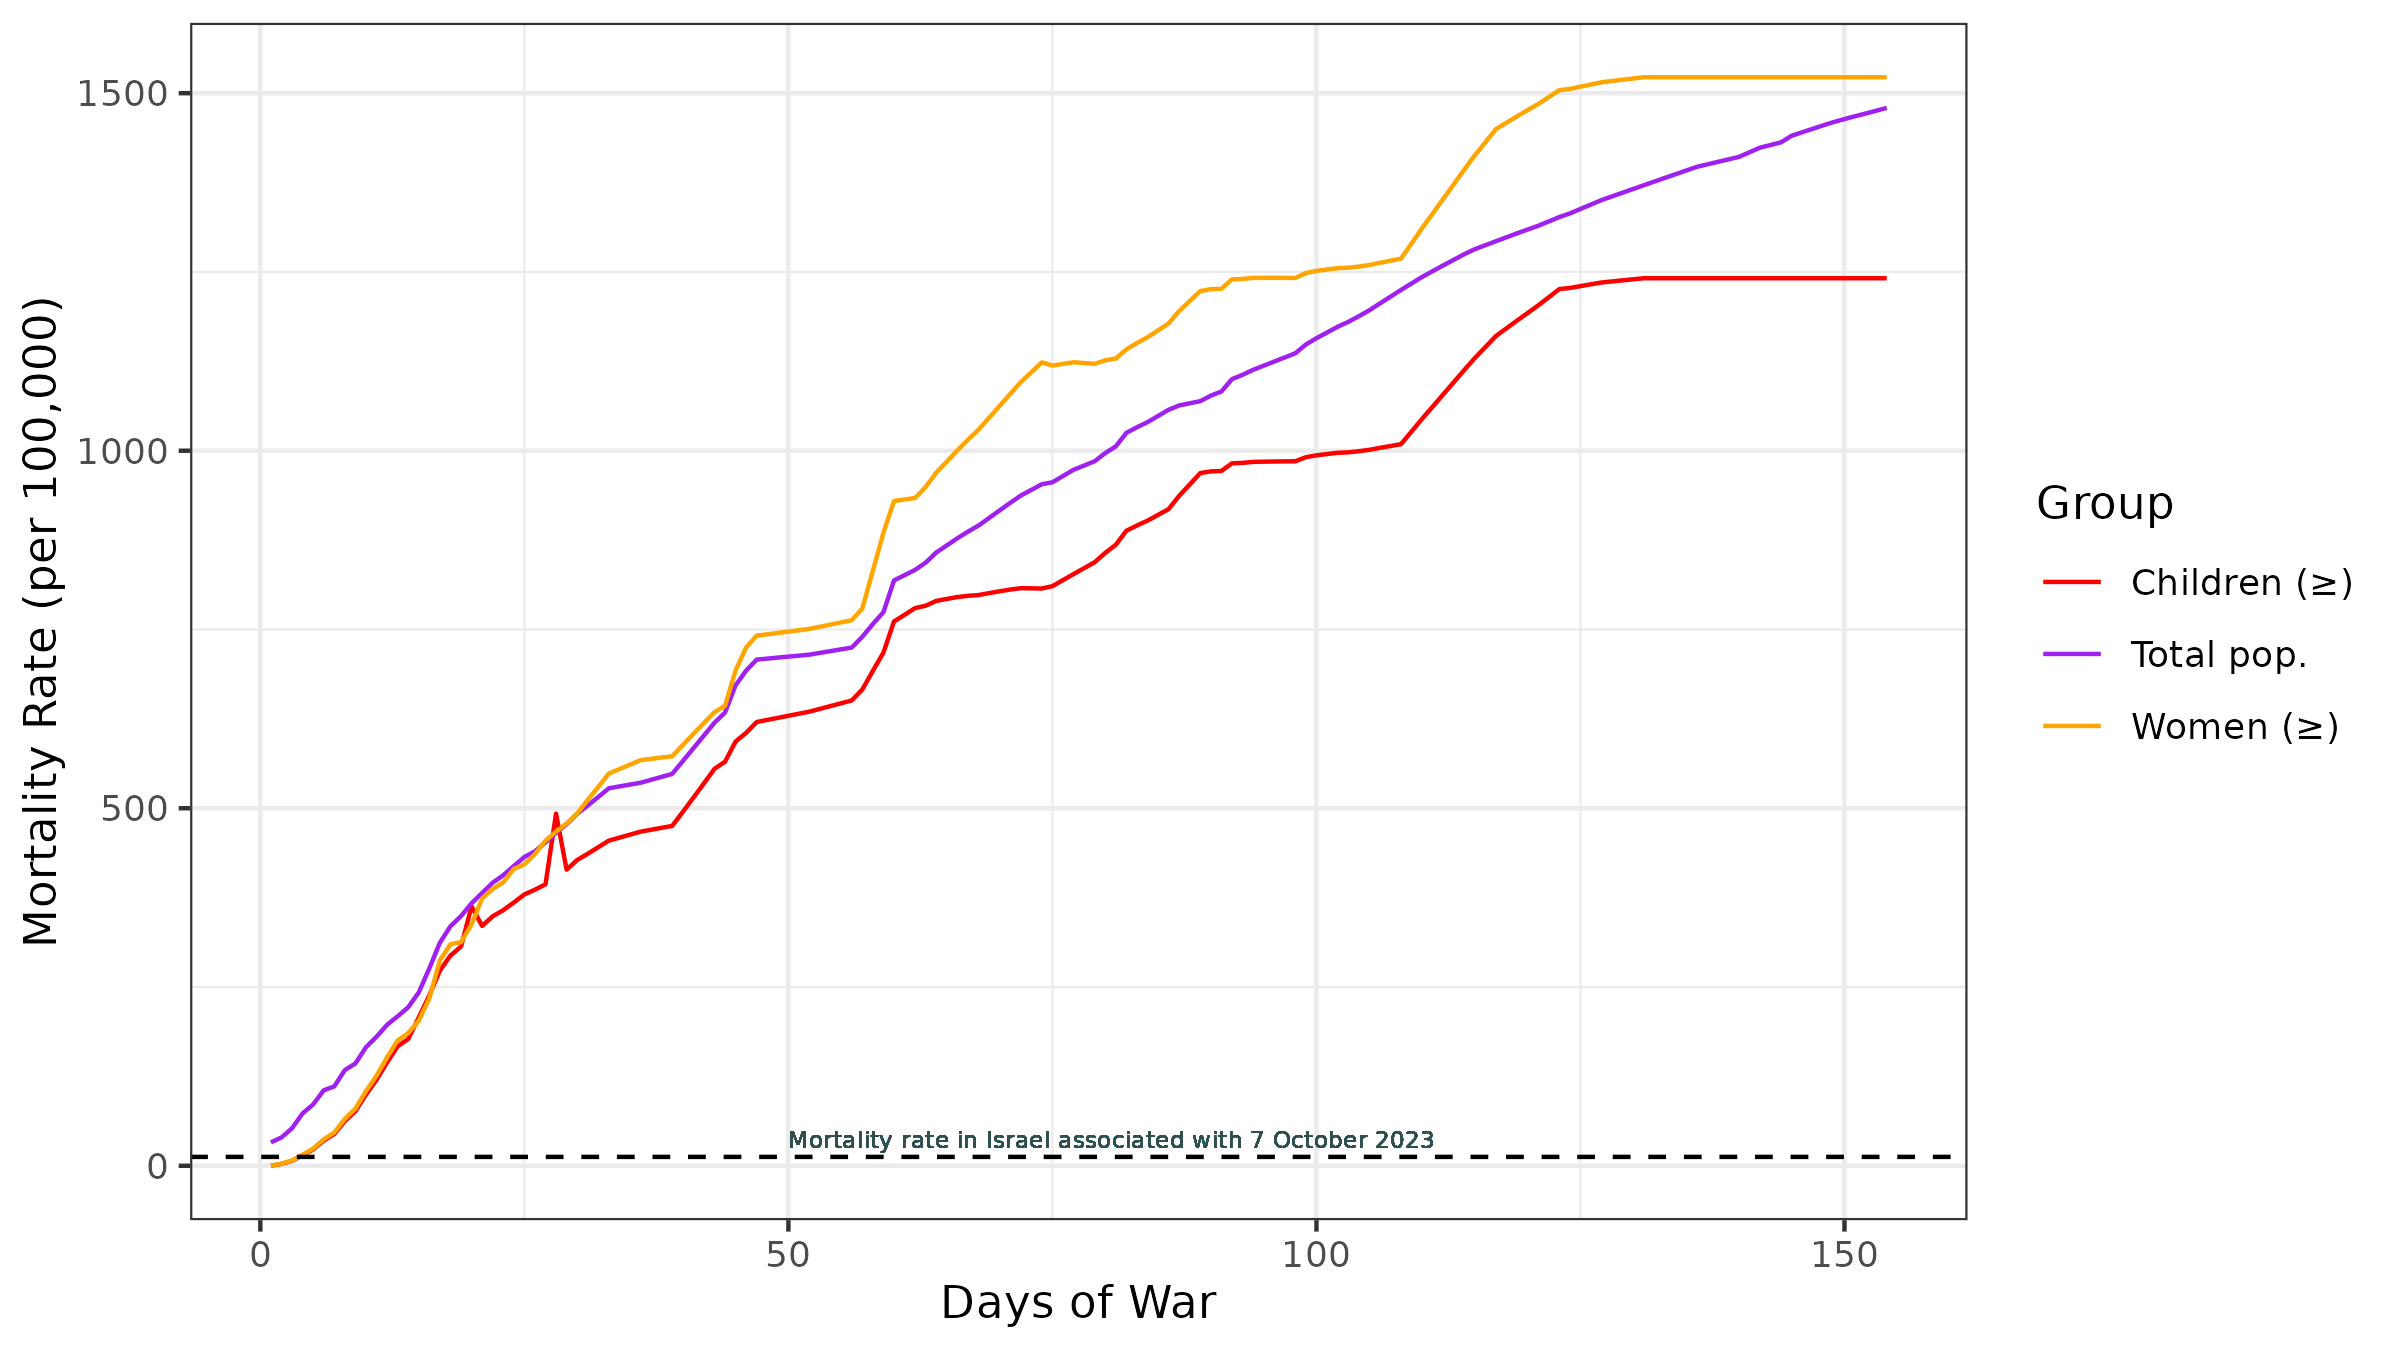 1500
1000
500
0
Mortality Rate (per 100,000)
Mortality rate in Israel associated with 7 October 2023
0 50 100 150
Days of War
Group
Children (≥)
Total pop.
Women (≥)